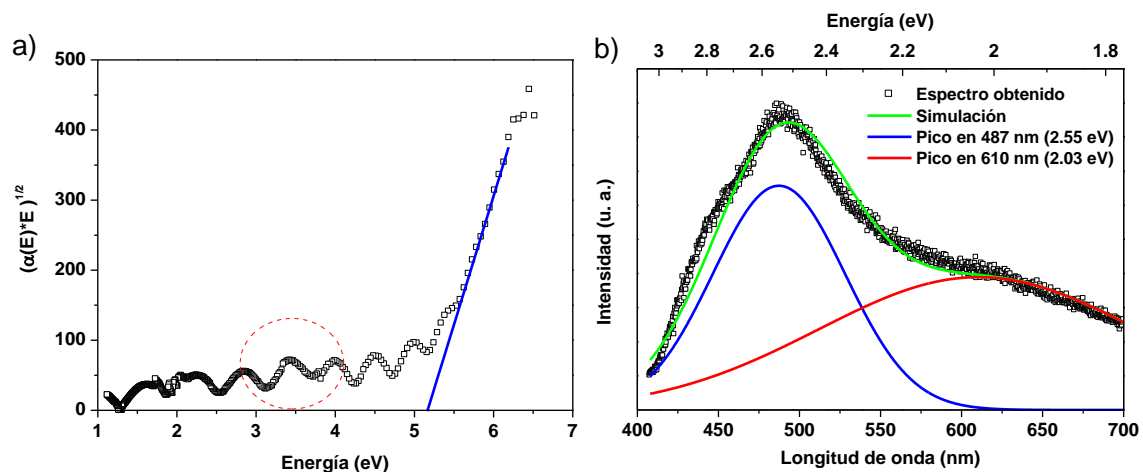 a)
500
400
300
200
100
0
(α(E)*E)^1/2
1 2 3 4 5 6 7
Energía (eV)
b)
Energía (eV)
3 2.8 2.6 2.4 2.2 2 1.8
Espectro obtenido
Simulación
Pico en 487 nm (2.55 eV)
Pico en 610 nm (2.03 eV)
Intensidad (u. a.)
400 450 500 550 600 650 700
Longitud de onda (nm)